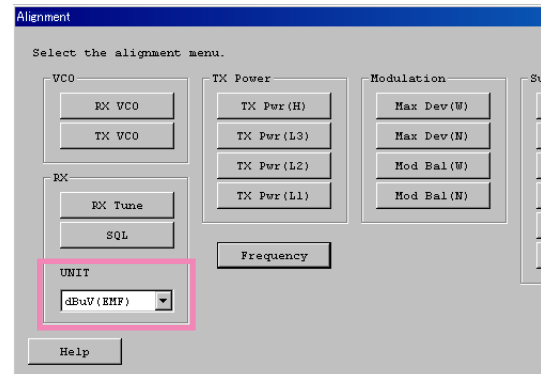 Alignment
Select the alignment menu.
VCO
RX VCO
TX VCO
RX
RX Tune
SQL
UNIT
dBuV(EMF)
Help
TX Power
TX Pwr(H)
TX Pwr(L3)
TX Pwr(L2)
TX Pwr(L1)
Frequency
Modulation
Max Dev(W)
Max Dev(N)
Mod Bal(W)
Mod Bal(N)